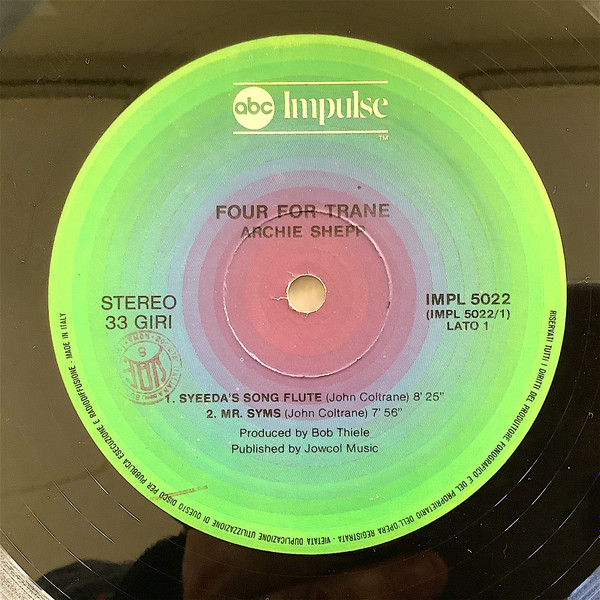 abc Impulse
TM
FOUR FOR TRANE
ARCHIE SHEPP
STEREO
33 GIRI
IMPL 5022
(IMPL 5022/1)
LATO 1
1. SYEEDA'S SONG FLUTE (John Coltrane) 8' 25"
2. MR. SYMS (John Coltrane) 7' 56"
Produced by Bob Thiele
Published by Jowcol Music
RISERVATI TUTTI I DIRITTI DEL PRODUTTORE FONOGRAFICO E DEL PROPRIETARIO DELL'OPERA REGISTRATA - VIETATA DUPLICAZIONE UTILIZZAZIONE DI QUESTO DISCO PER PUBBLICA ESECUZIONE E RADIODIFFUSIONE - MADE IN ITALY